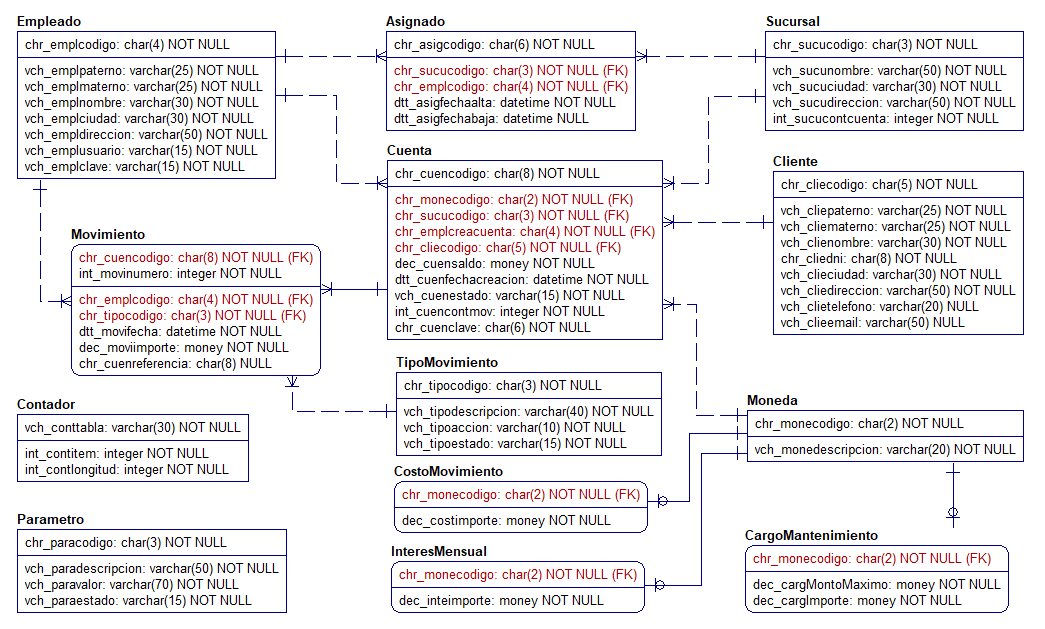 Empleado
chr_emplcodigo: char(4) NOT NULL
vch_emplpaterno: varchar(25) NOT NULL
vch_emplmaterno: varchar(25) NOT NULL
vch_emplnombre: varchar(30) NOT NULL
vch_emplciudad: varchar(30) NOT NULL
vch_empldireccion: varchar(50) NOT NULL
vch_emplusuario: varchar(15) NOT NULL
vch_emplclave: varchar(15) NOT NULL
Asignado
chr_asigcodigo: char(6) NOT NULL
chr_sucucodigo: char(3) NOT NULL (FK)
chr_emplcodigo: char(4) NOT NULL (FK)
dtt_asigfechaalta: datetime NOT NULL
dtt_asigfechabaja: datetime NULL
Sucursal
chr_sucucodigo: char(3) NOT NULL
vch_sucunombre: varchar(50) NOT NULL
vch_sucuciudad: varchar(30) NOT NULL
vch_sucudireccion: varchar(50) NOT NULL
int_sucucontcuenta: integer NOT NULL
Cuenta
chr_cuencodigo: char(8) NOT NULL
chr_monecodigo: char(2) NOT NULL (FK)
chr_sucucodigo: char(3) NOT NULL (FK)
chr_emplcreacuenta: char(4) NOT NULL (FK)
chr_cliecodigo: char(5) NOT NULL (FK)
dec_cuensaldo: money NOT NULL
dtt_cuenfechacreacion: datetime NOT NULL
vch_cuenestado: varchar(15) NOT NULL
int_cuencontmov: integer NOT NULL
chr_cuenclave: char(6) NOT NULL
Cliente
chr_cliecodigo: char(5) NOT NULL
vch_cliepaterno: varchar(25) NOT NULL
vch_cliematerno: varchar(25) NOT NULL
vch_clienombre: varchar(30) NOT NULL
chr_cliedni: char(8) NOT NULL
vch_clieciudad: varchar(30) NOT NULL
vch_cliedireccion: varchar(50) NOT NULL
vch_clietelefono: varchar(20) NULL
vch_clieemail: varchar(50) NULL
Movimiento
chr_cuencodigo: char(8) NOT NULL (FK)
int_movinumero: integer NOT NULL
chr_emplcodigo: char(4) NOT NULL (FK)
chr_tipocodigo: char(3) NOT NULL (FK)
dtt_movifecha: datetime NOT NULL
dec_moviimporte: money NOT NULL
chr_cuenreferencia: char(8) NULL
TipoMovimiento
chr_tipocodigo: char(3) NOT NULL
vch_tipodescripcion: varchar(40) NOT NULL
vch_tipoaccion: varchar(10) NOT NULL
vch_tipoestado: varchar(15) NOT NULL
Contador
vch_conttabla: varchar(30) NOT NULL
int_contitem: integer NOT NULL
int_contlongitud: integer NOT NULL
Moneda
chr_monecodigo: char(2) NOT NULL
vch_monedescripcion: varchar(20) NOT NULL
CostoMovimiento
chr_monecodigo: char(2) NOT NULL (FK)
dec_costimporte: money NOT NULL
Parametro
chr_paracodigo: char(3) NOT NULL
vch_paradescripcion: varchar(50) NOT NULL
vch_paravalor: varchar(70) NOT NULL
vch_paraestado: varchar(15) NOT NULL
InteresMensual
chr_monecodigo: char(2) NOT NULL (FK)
dec_inteimporte: money NOT NULL
CargoMantenimiento
chr_monecodigo: char(2) NOT NULL (FK)
dec_cargMontoMaximo: money NOT NULL
dec_cargImporte: money NOT NULL